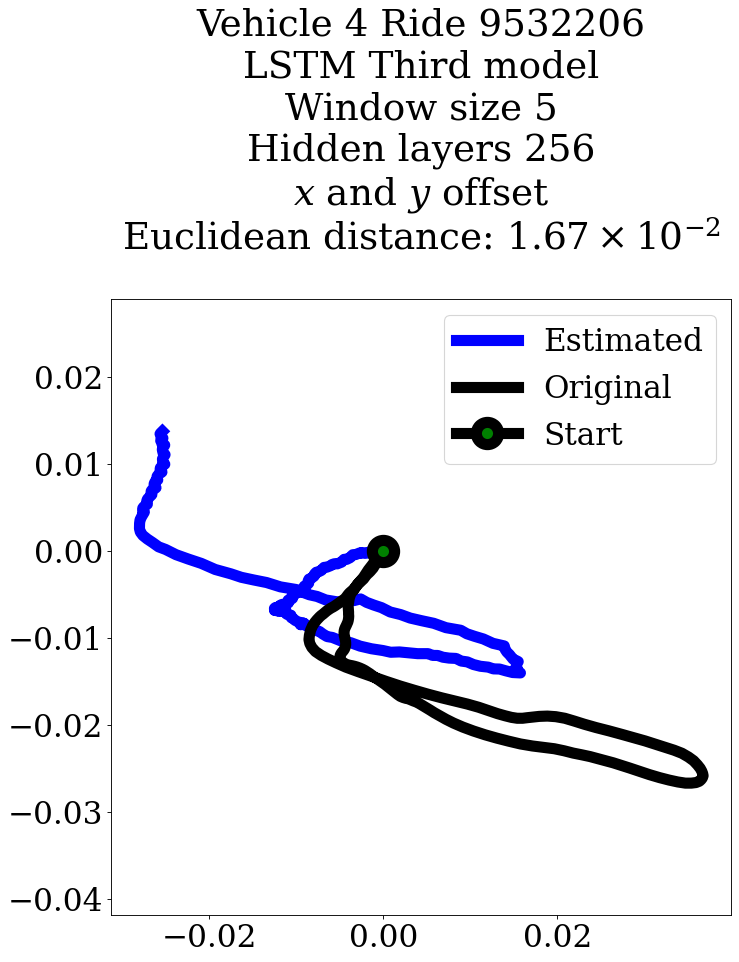 Vehicle 4 Ride 9532206
LSTM Third model
Window size 5
Hidden layers 256
x and y offset
Euclidean distance: 1.67 × 10⁻²
Estimated
Original
Start
0.02
0.01
0.00
−0.01
−0.02
−0.03
−0.04
−0.02 0.00 0.02